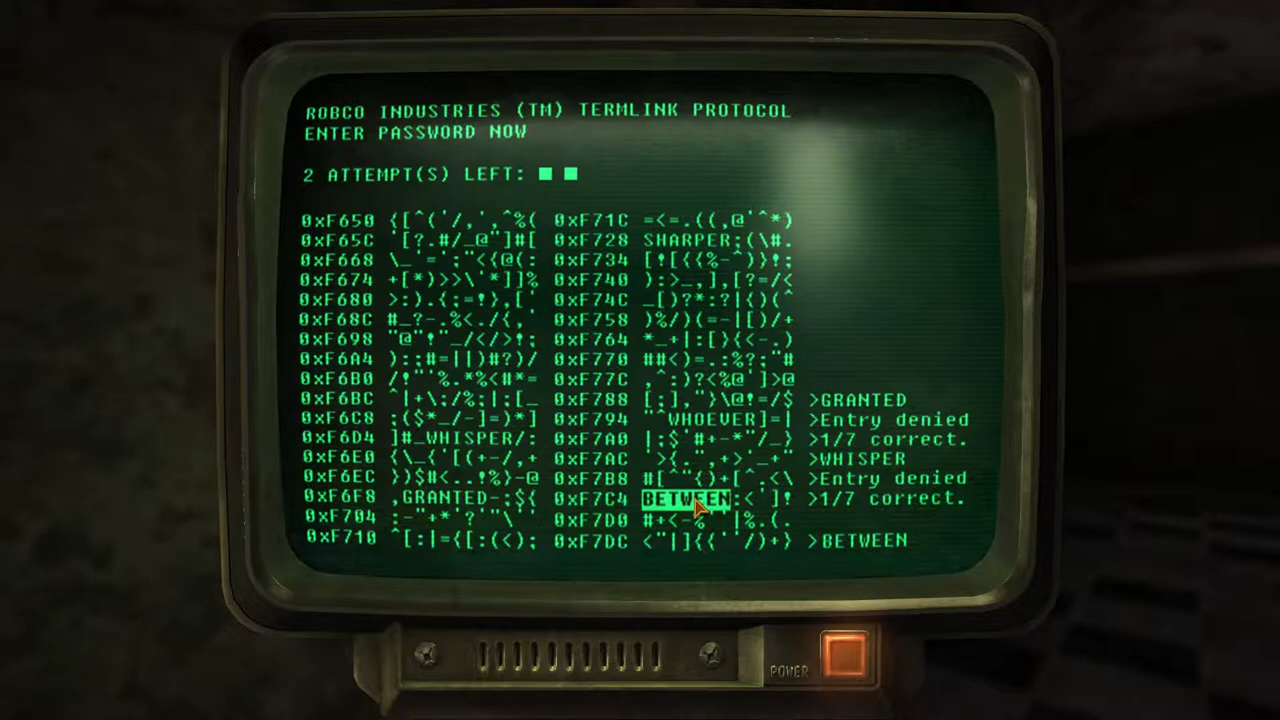 ROBCO INDUSTRIES (TM) TERMLINK PROTOCOL
ENTER PASSWORD NOW
2 ATTEMPT(S) LEFT: ■ ■
0xF650 {[^('/,',^%( 0xF71C =<=.((,@'^*)
0xF65C '[?.#/_@"]#[ 0xF728 SHARPER;(\#.
0xF668 \_'=';"<{@(: 0xF734 [![{{%-^)}!;
0xF674 +[*)>>\'*]]% 0xF740 ):>_,],[?=/<
0xF680 >:).{;=!},[' 0xF74C _[)?*:?|{)(^
0xF68C #_?-.%<./{,' 0xF758 )%/)(=-|[)/+
0xF698 "@"!"_/</>!; 0xF764 *_+|:[}{<-.)
0xF6A4 );;#=||)#?)/ 0xF770 ##<)=.:%?;"#
0xF6B0 /!"'%.*%<#*= 0xF77C ,^;)?<%@']>@
0xF6BC ^|+\;/%;|;[_ 0xF788 [;],"}\@!=/$ >GRANTED
0xF6C8 ;($*_/-]=)*] 0xF794 "^WHOEVER]=| >Entry denied
0xF6D4 ]#_WHISPER/: 0xF7A0 |;$'#+-*"/_} >1/7 correct.
0xF6E0 {\_{'[(+-/,+ 0xF7AC '>{.",+>'_+" >WHISPER
0xF6EC })$#<..!%}-@ 0xF7B8 #[^"{)+[^.<\ >Entry denied
0xF6F8 ,GRANTED-;${ 0xF7C4 BETWEEN:<']! >1/7 correct.
0xF704 :-"+*'?'"\'' 0xF7D0 #+<-%"'|%.(.
0xF710 ^[:|={[:(<); 0xF7DC <"|]{(''/)+} >BETWEEN
POWER